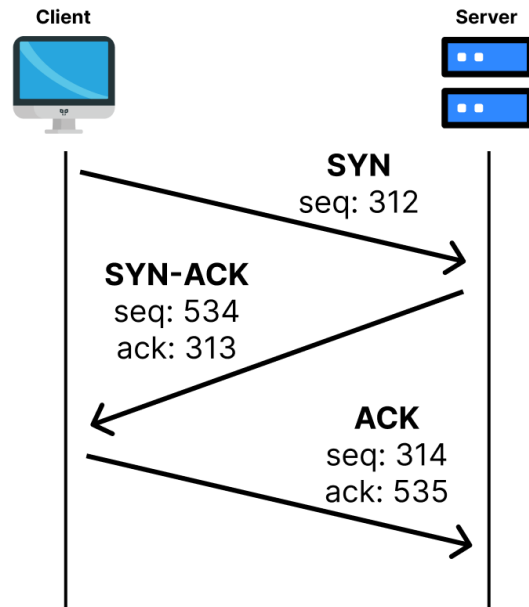 Client
Server
SYN
seq: 312
SYN-ACK
seq: 534
ack: 313
ACK
seq: 314
ack: 535